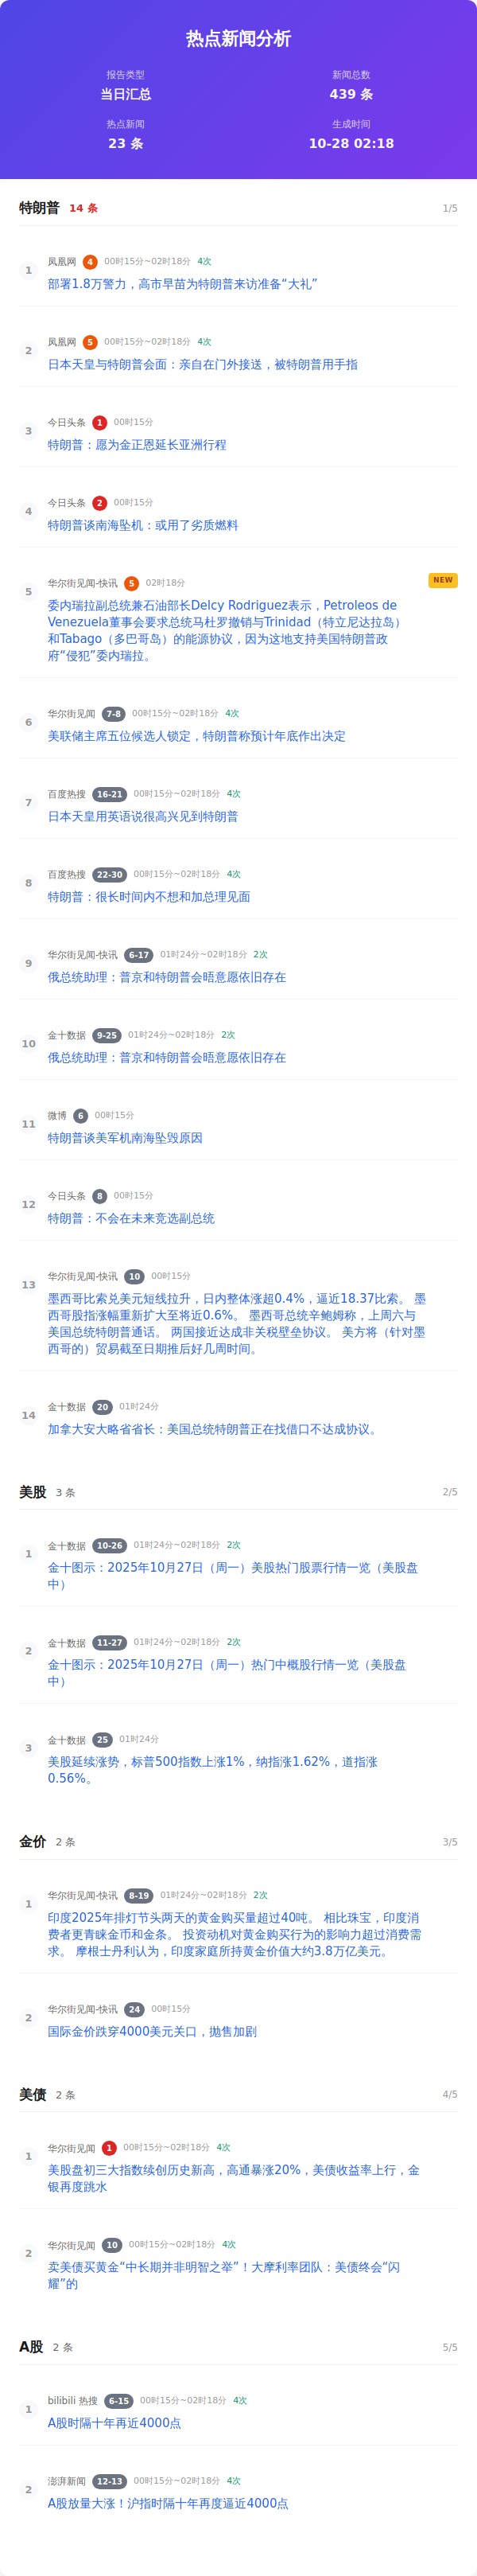 热点新闻分析
报告类型
新闻总数
当日汇总
439 条
热点新闻
生成时间
23 条
10-28 02:18
特朗普 14 条 1/5
1
凤凰网 4 00时15分~02时18分 4次
部署1.8万警力，高市早苗为特朗普来访准备“大礼”
2
凤凰网 5 00时15分~02时18分 4次
日本天皇与特朗普会面：亲自在门外接送，被特朗普用手指
3
今日头条 1 00时15分
特朗普：愿为金正恩延长亚洲行程
4
今日头条 2 00时15分
特朗普谈南海坠机：或用了劣质燃料
5
华尔街见闻-快讯 5 02时18分 NEW
委内瑞拉副总统兼石油部长Delcy Rodriguez表示，Petroleos de
Venezuela董事会要求总统马杜罗撤销与Trinidad（特立尼达拉岛）
和Tabago（多巴哥岛）的能源协议，因为这地支持美国特朗普政
府“侵犯”委内瑞拉。
6
华尔街见闻 7-8 00时15分~02时18分 4次
美联储主席五位候选人锁定，特朗普称预计年底作出决定
7
百度热搜 16-21 00时15分~02时18分 4次
日本天皇用英语说很高兴见到特朗普
8
百度热搜 22-30 00时15分~02时18分 4次
特朗普：很长时间内不想和加总理见面
9
华尔街见闻-快讯 6-17 01时24分~02时18分 2次
俄总统助理：普京和特朗普会晤意愿依旧存在
10
金十数据 9-25 01时24分~02时18分 2次
俄总统助理：普京和特朗普会晤意愿依旧存在
11
微博 6 00时15分
特朗普谈美军机南海坠毁原因
12
今日头条 8 00时15分
特朗普：不会在未来竞选副总统
13
华尔街见闻-快讯 10 00时15分
墨西哥比索兑美元短线拉升，日内整体涨超0.4%，逼近18.37比索。 墨
西哥股指涨幅重新扩大至将近0.6%。 墨西哥总统辛鲍姆称，上周六与
美国总统特朗普通话。 两国接近达成非关税壁垒协议。 美方将（针对墨
西哥的）贸易截至日期推后好几周时间。
14
金十数据 20 01时24分
加拿大安大略省省长：美国总统特朗普正在找借口不达成协议。
美股 3 条 2/5
1
金十数据 10-26 01时24分~02时18分 2次
金十图示：2025年10月27日（周一）美股热门股票行情一览（美股盘
中）
2
金十数据 11-27 01时24分~02时18分 2次
金十图示：2025年10月27日（周一）热门中概股行情一览（美股盘
中）
3
金十数据 25 01时24分
美股延续涨势，标普500指数上涨1%，纳指涨1.62%，道指涨
0.56%。
金价 2 条 3/5
1
华尔街见闻-快讯 8-19 01时24分~02时18分 2次
印度2025年排灯节头两天的黄金购买量超过40吨。 相比珠宝，印度消
费者更青睐金币和金条。 投资动机对黄金购买行为的影响力超过消费需
求。 摩根士丹利认为，印度家庭所持黄金价值大约3.8万亿美元。
2
华尔街见闻-快讯 24 00时15分
国际金价跌穿4000美元关口，抛售加剧
美债 2 条 4/5
1
华尔街见闻 1 00时15分~02时18分 4次
美股盘初三大指数续创历史新高，高通暴涨20%，美债收益率上行，金
银再度跳水
2
华尔街见闻 10 00时15分~02时18分 4次
卖美债买黄金“中长期并非明智之举”！大摩利率团队：美债终会“闪
耀”的
A股 2 条 5/5
1
bilibili 热搜 6-15 00时15分~02时18分 4次
A股时隔十年再近4000点
2
澎湃新闻 12-13 00时15分~02时18分 4次
A股放量大涨！沪指时隔十年再度逼近4000点